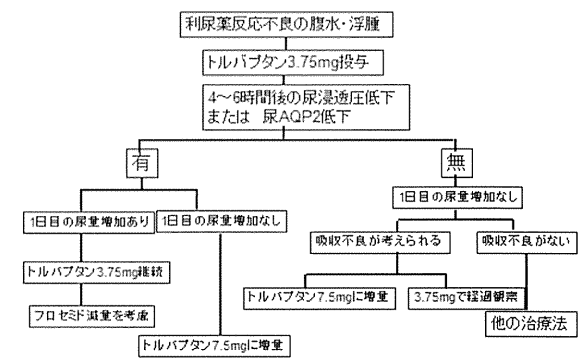 利尿薬反応不良の腹水・浮腫
トルバプタン3.75mg投与
4～6時間後の尿浸透圧低下
または 尿AQP2低下
有
無
1日目の尿量増加なし
1日目の尿量増加あり
1日目の尿量増加なし
吸収不良が考えられる
吸収不良がない
トルバプタン3.75mg継続
トルバプタン7.5mgに増量
3.75mgで経過観察
フロセミド減量を考慮
他の治療法
トルバプタン7.5mgに増量